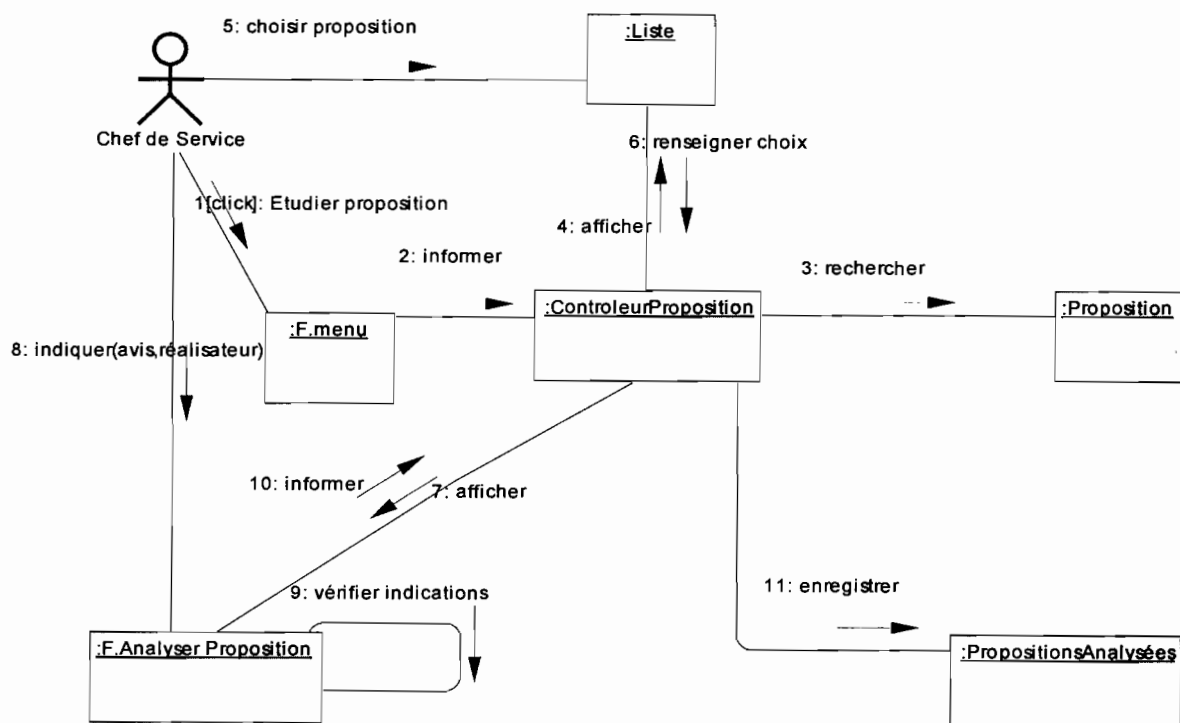 5: choisir proposition
:Liste
Chef de Service
6: renseigner choix
1[click]: Etudier proposition
4: afficher
2: informer
3: rechercher
:ControleurProposition
:Proposition
:F.menu
8: indiquer(avis,réalisateur)
10: informer
7: afficher
9: vérifier indications
11: enregistrer
:F.Analyser Proposition
:PropositionsAnalysées